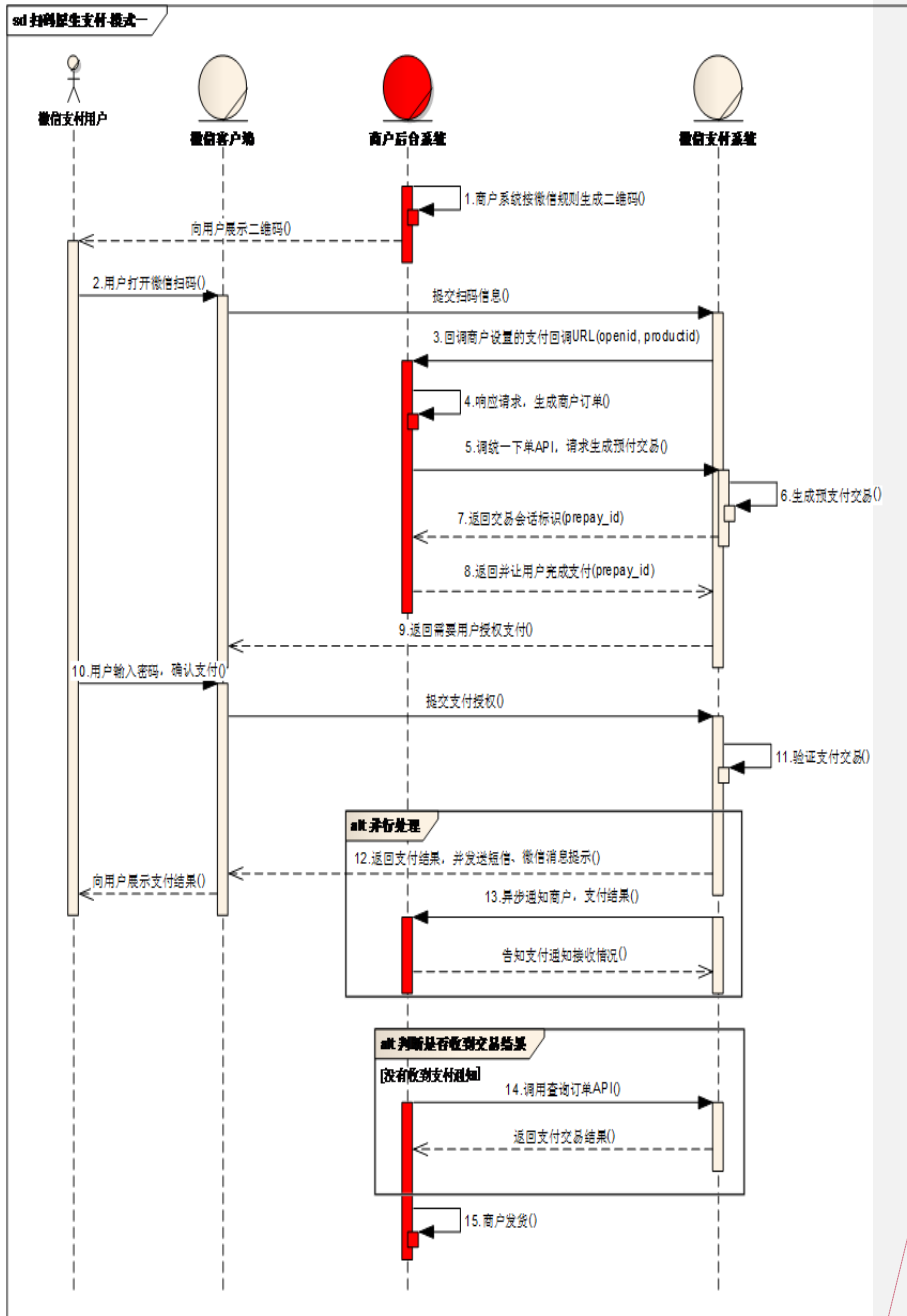 sd 扫码原生支付-模式一
微信支付用户
微信客户端
商户后台系统
微信支付系统
1.商户系统按微信规则生成二维码()
向用户展示二维码()
2.用户打开微信扫码()
提交扫码信息()
3.回调商户设置的支付回调URL(openid, productid)
4.响应请求，生成商户订单()
5.调统一下单API，请求生成预付交易()
6.生成预支付交易()
7.返回交易会话标识(prepay_id)
8.返回并让用户完成支付(prepay_id)
9.返回需要用户授权支付()
10.用户输入密码，确认支付()
提交支付授权()
11.验证支付交易()
alt 并行处理
12.返回支付结果，并发送短信、微信消息提示()
向用户展示支付结果()
13.异步通知商户，支付结果()
告知支付通知接收情况()
alt 判断是否收到交易结果
[没有收到支付通知]
14.调用查询订单API()
返回支付交易结果()
15.商户发货()